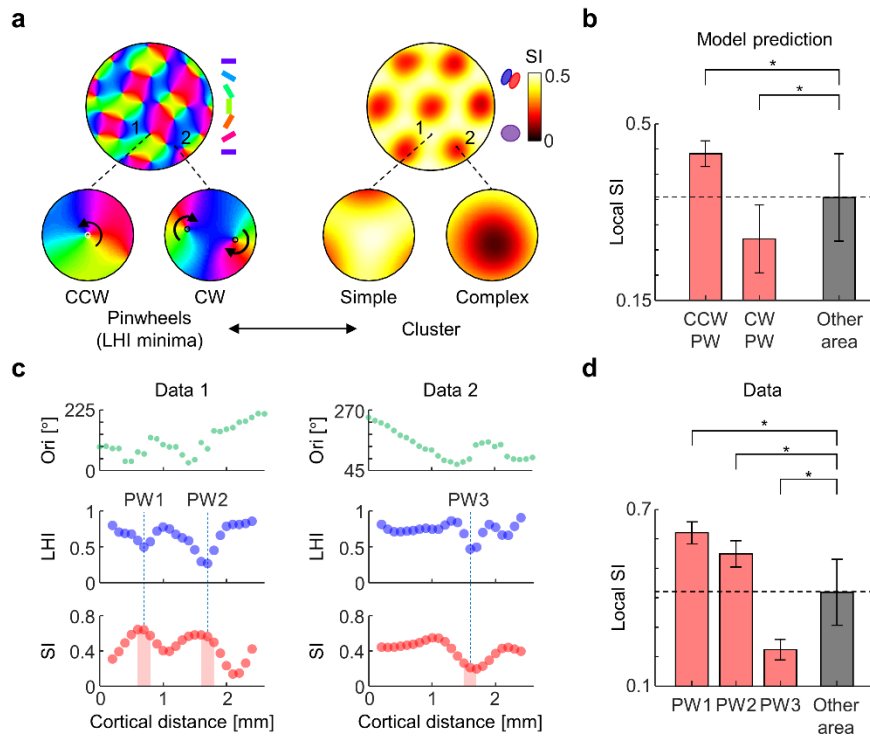 a
SI
0.5
0
1
2
1
2
CCW
CW
Simple
Complex
Pinwheels
(LHI minima)
Cluster
b
Model prediction
*
*
0.5
Local SI
0.15
CCW
PW
CW
PW
Other
area
c
Data 1
Data 2
225
Ori [°]
0
270
Ori [°]
45
PW1
PW2
PW3
1
LHI
0.5
0
1
LHI
0.5
0
0.8
SI
0.4
0
0
1
2
Cortical distance [mm]
0.8
SI
0.4
0
0
1
2
Cortical distance [mm]
d
Data
*
*
*
0.7
Local SI
0.1
PW1
PW2
PW3
Other
area